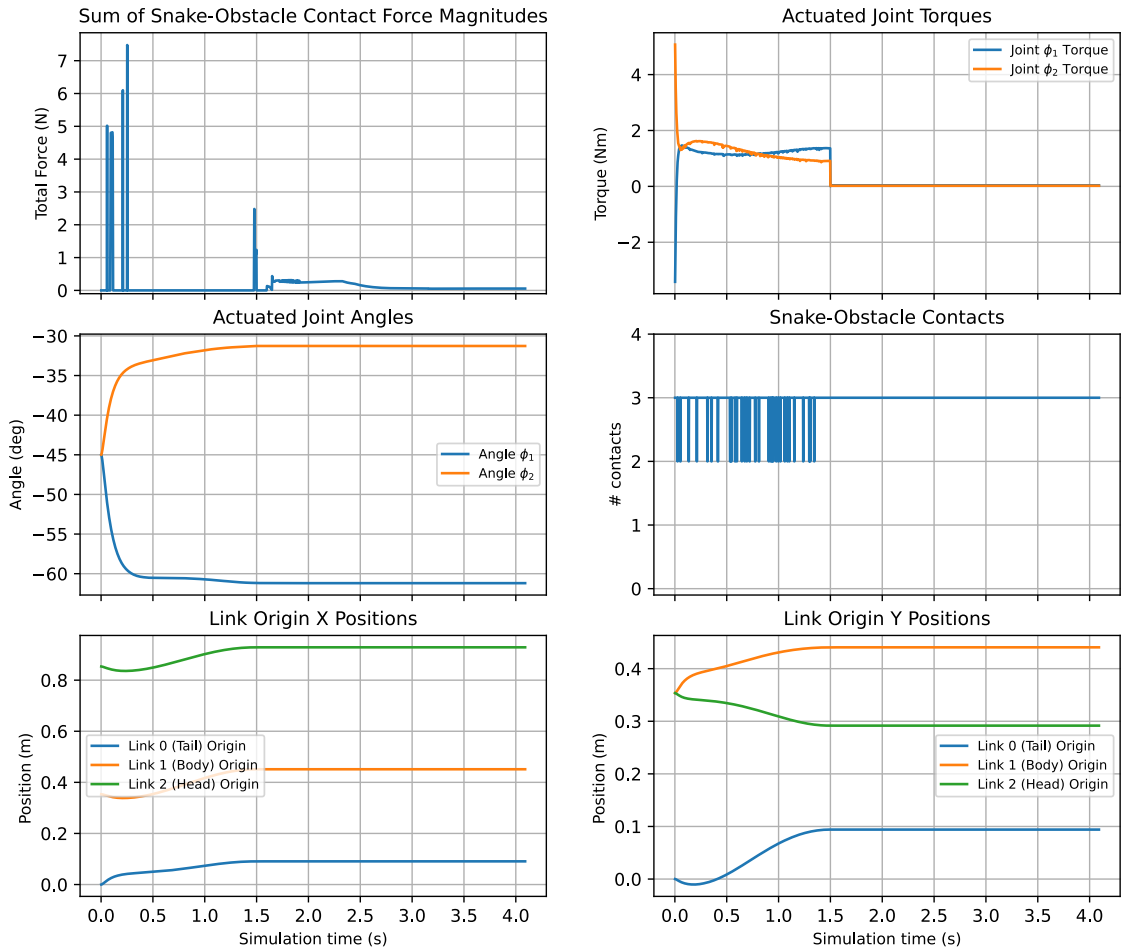 Sum of Snake-Obstacle Contact Force Magnitudes
Total Force (N)
7
6
5
4
3
2
1
0
Actuated Joint Torques
Torque (Nm)
4
2
0
−2
Joint ϕ1 Torque
Joint ϕ2 Torque
Actuated Joint Angles
Angle (deg)
−30
−35
−40
−45
−50
−55
−60
Angle ϕ1
Angle ϕ2
Snake-Obstacle Contacts
# contacts
4
3
2
1
0
Link Origin X Positions
Position (m)
0.8
0.6
0.4
0.2
0.0
Link 0 (Tail) Origin
Link 1 (Body) Origin
Link 2 (Head) Origin
0.0 0.5 1.0 1.5 2.0 2.5 3.0 3.5 4.0
Simulation time (s)
Link Origin Y Positions
Position (m)
0.4
0.3
0.2
0.1
0.0
Link 0 (Tail) Origin
Link 1 (Body) Origin
Link 2 (Head) Origin
0.0 0.5 1.0 1.5 2.0 2.5 3.0 3.5 4.0
Simulation time (s)